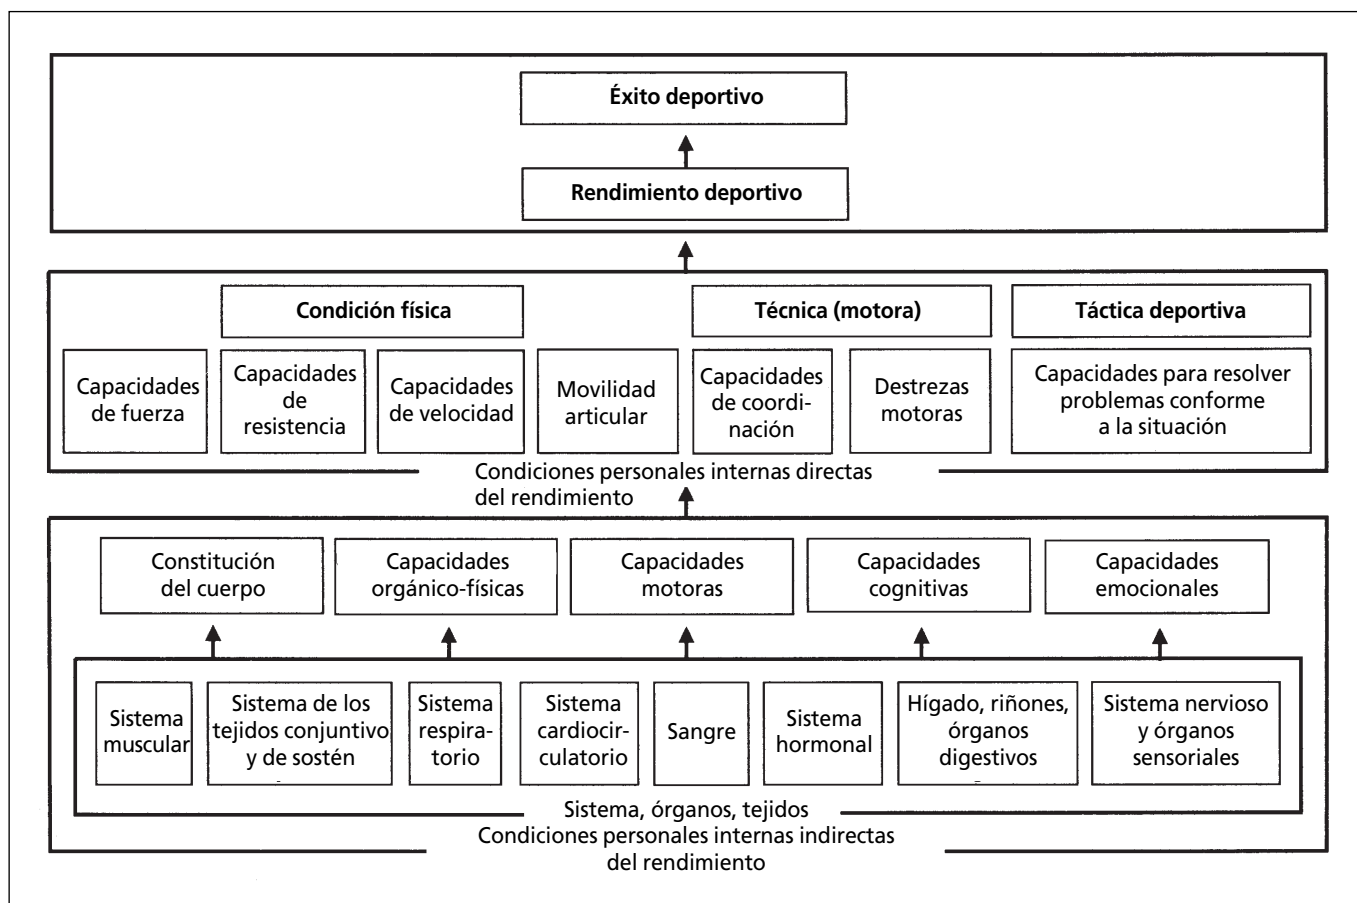 Éxito deportivo
Rendimiento deportivo
Condición física
Técnica (motora)
Táctica deportiva
Capacidades
de fuerza
Capacidades
de
resistencia
Capacidades
de velocidad
Movilidad
articular
Capacidades
de coordi-
nación
Destrezas
motoras
Capacidades para resolver
problemas conforme
a la situación
Condiciones personales internas directas
del rendimiento
Constitución
del cuerpo
Capacidades
orgánico-físicas
Capacidades
motoras
Capacidades
cognitivas
Capacidades
emocionales
Sistema
muscular
Sistema de los
tejidos conjuntivo
y de sostén
Sistema
respira-
torio
Sistema
cardiocir-
culatorio
Sangre
Sistema
hormonal
Hígado, riñones,
órganos
digestivos
Sistema nervioso
y órganos
sensoriales
Sistema, órganos, tejidos
Condiciones personales internas indirectas
del rendimiento